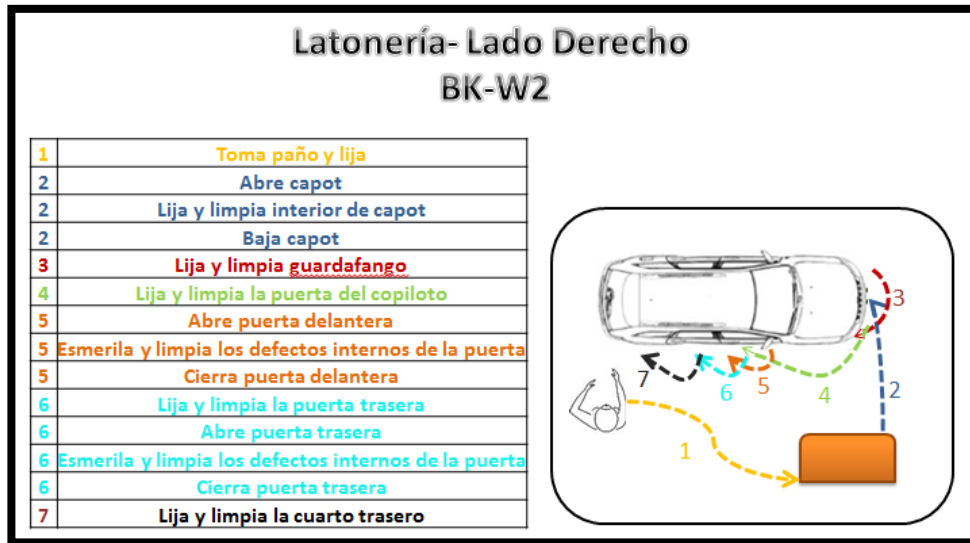 Latonería- Lado Derecho
BK-W2
1 Toma paño y lija
2 Abre capot
2 Lija y limpia interior de capot
2 Baja capot
3 Lija y limpia guardafango
4 Lija y limpia la puerta del copiloto
5 Abre puerta delantera
5 Esmerila y limpia los defectos internos de la puerta
5 Cierra puerta delantera
6 Lija y limpia la puerta trasera
6 Abre puerta trasera
6 Esmerila y limpia los defectos internos de la puerta
6 Cierra puerta trasera
7 Lija y limpia la cuarto trasero
3
7
6
5
4
2
1